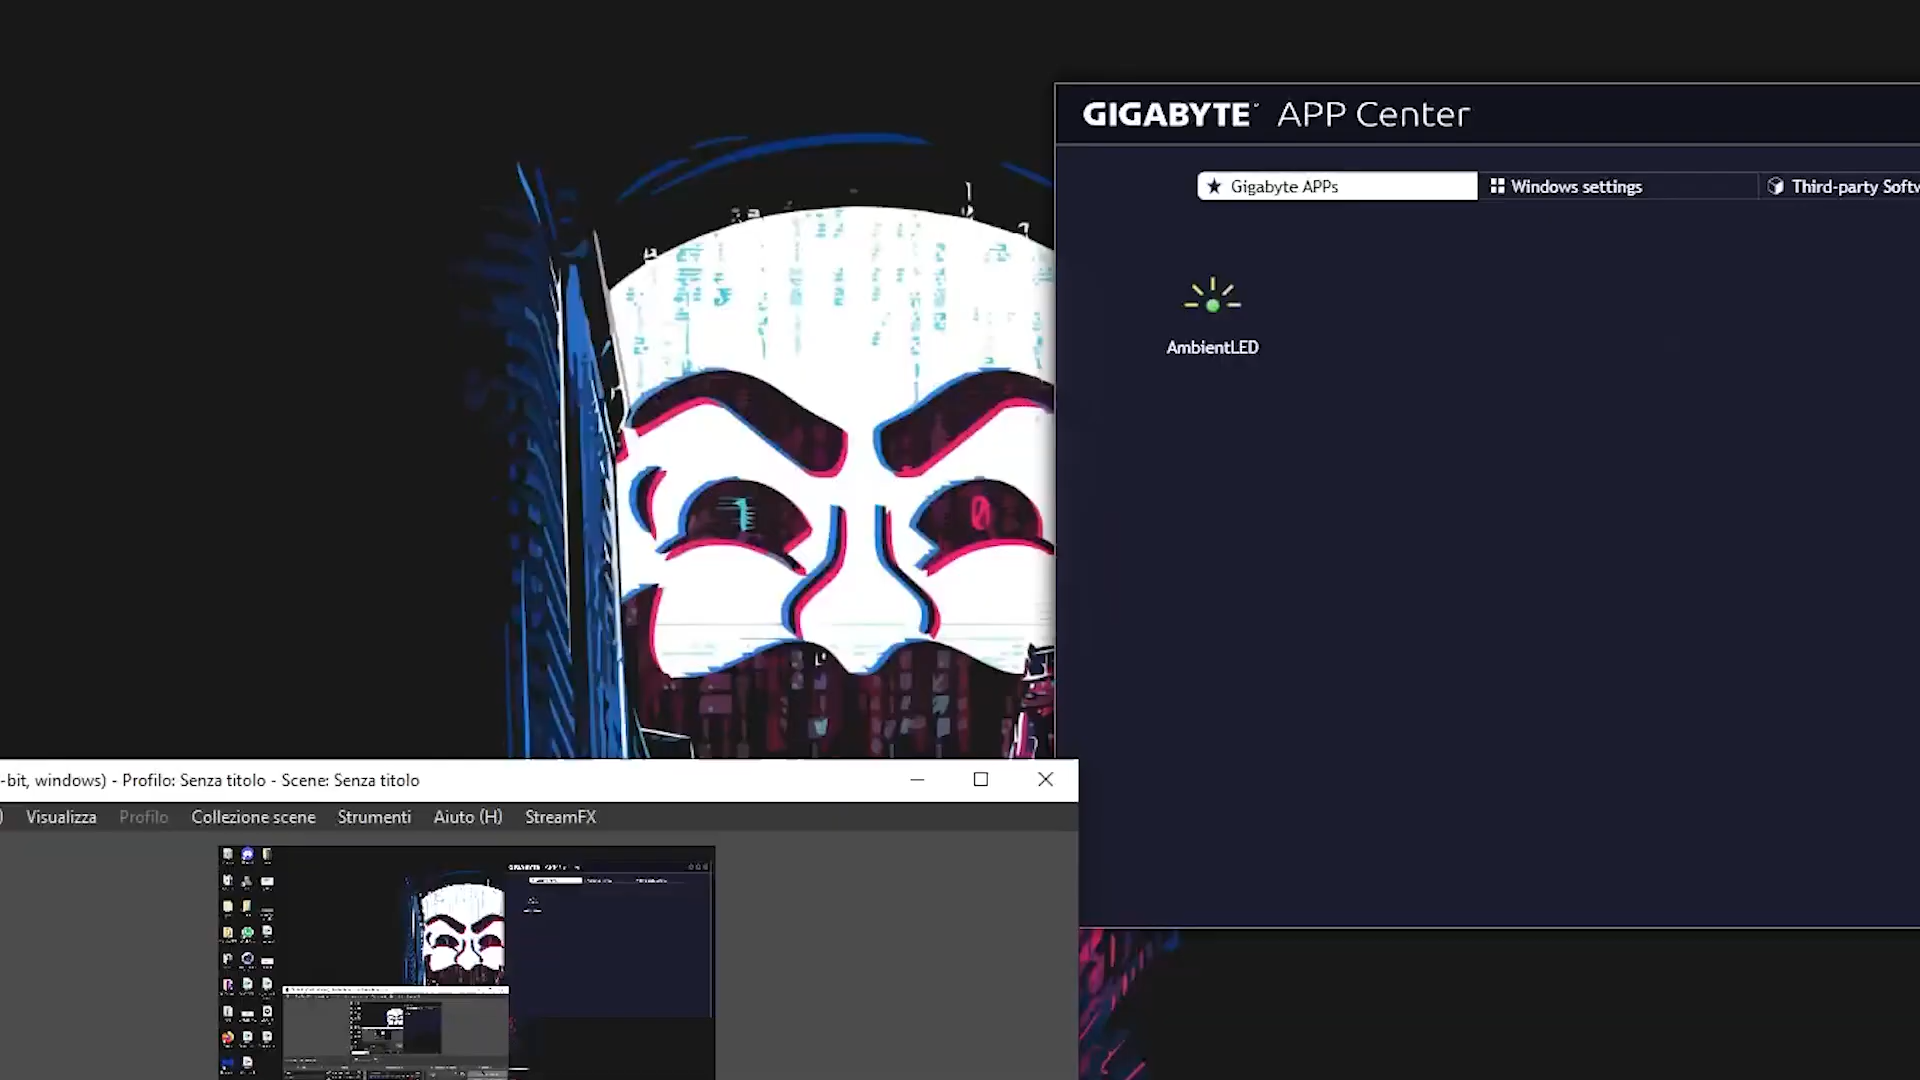 GIGABYTE™ APP Center
Gigabyte APPs
Windows settings
Third-party Softw
AmbientLED
-bit, windows) - Profilo: Senza titolo - Scene: Senza titolo
) Visualizza Profilo Collezione scene Strumenti Aiuto (H) StreamFX
GIGABYTE